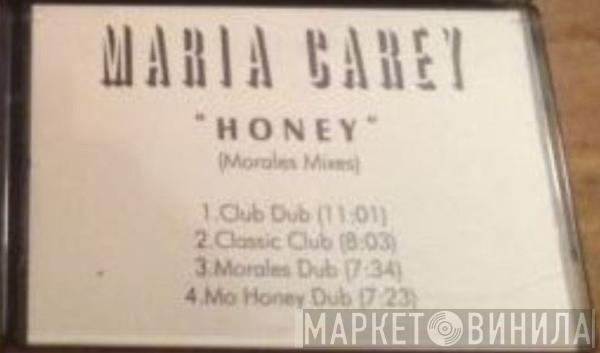 MARIA CAREY
"HONEY"
(Morales Mixes)
1.Club Dub (11:01)
2.Classic Club (8:03)
3.Morales Dub (7:34)
4.Mo Honey Dub (7:23)
МАРКЕТ ВИНИЛА